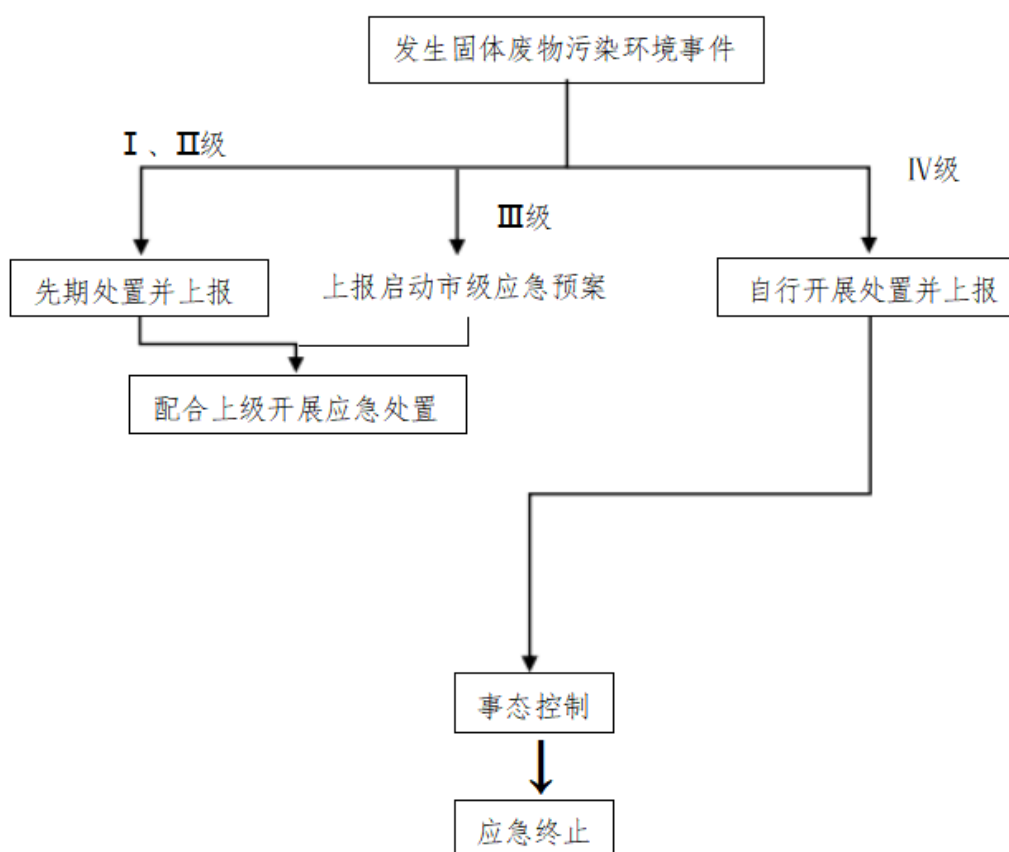 发生固体废物污染环境事件
Ⅰ、Ⅱ级
Ⅳ级
Ⅲ级
先期处置并上报
上报启动市级应急预案
自行开展处置并上报
配合上级开展应急处置
事态控制
应急终止